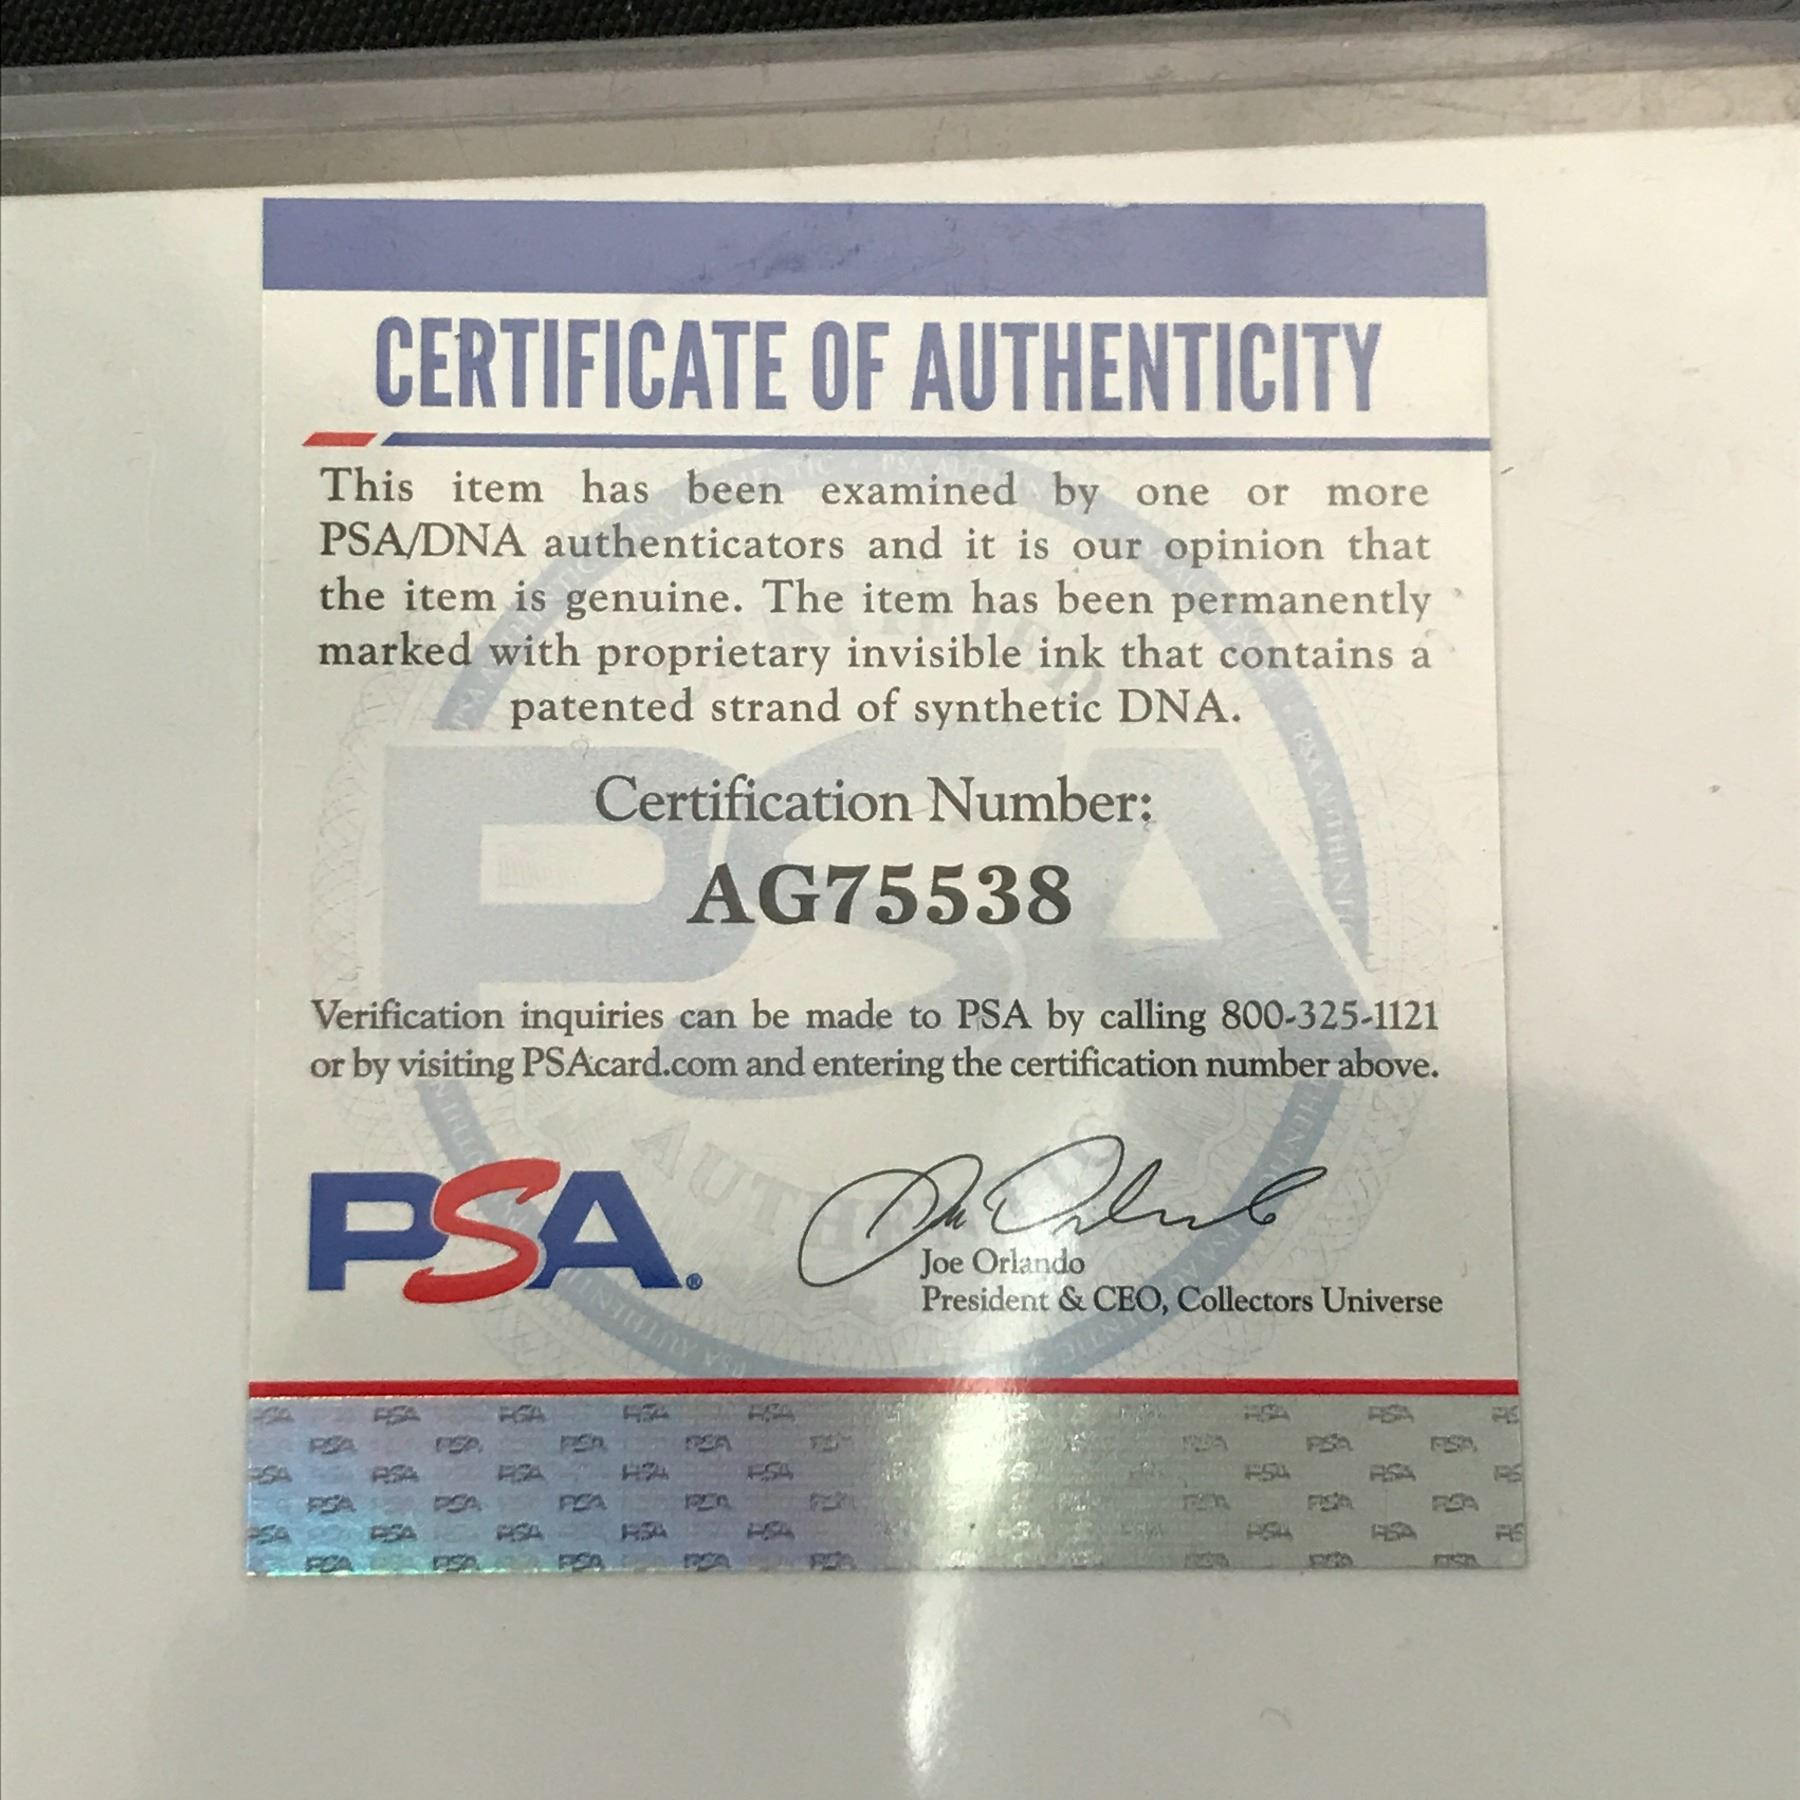 CERTIFICATE OF AUTHENTICITY
This item has been examined by one or more
PSA/DNA authenticators and it is our opinion that
the item is genuine. The item has been permanently
marked with proprietary invisible ink that contains a
patented strand of synthetic DNA.
Certification Number:
AG75538
Verification inquiries can be made to PSA by calling 800-325-1121
or by visiting PSAcard.com and entering the certification number above.
PSA®
Joe Orlando
President & CEO, Collectors Universe